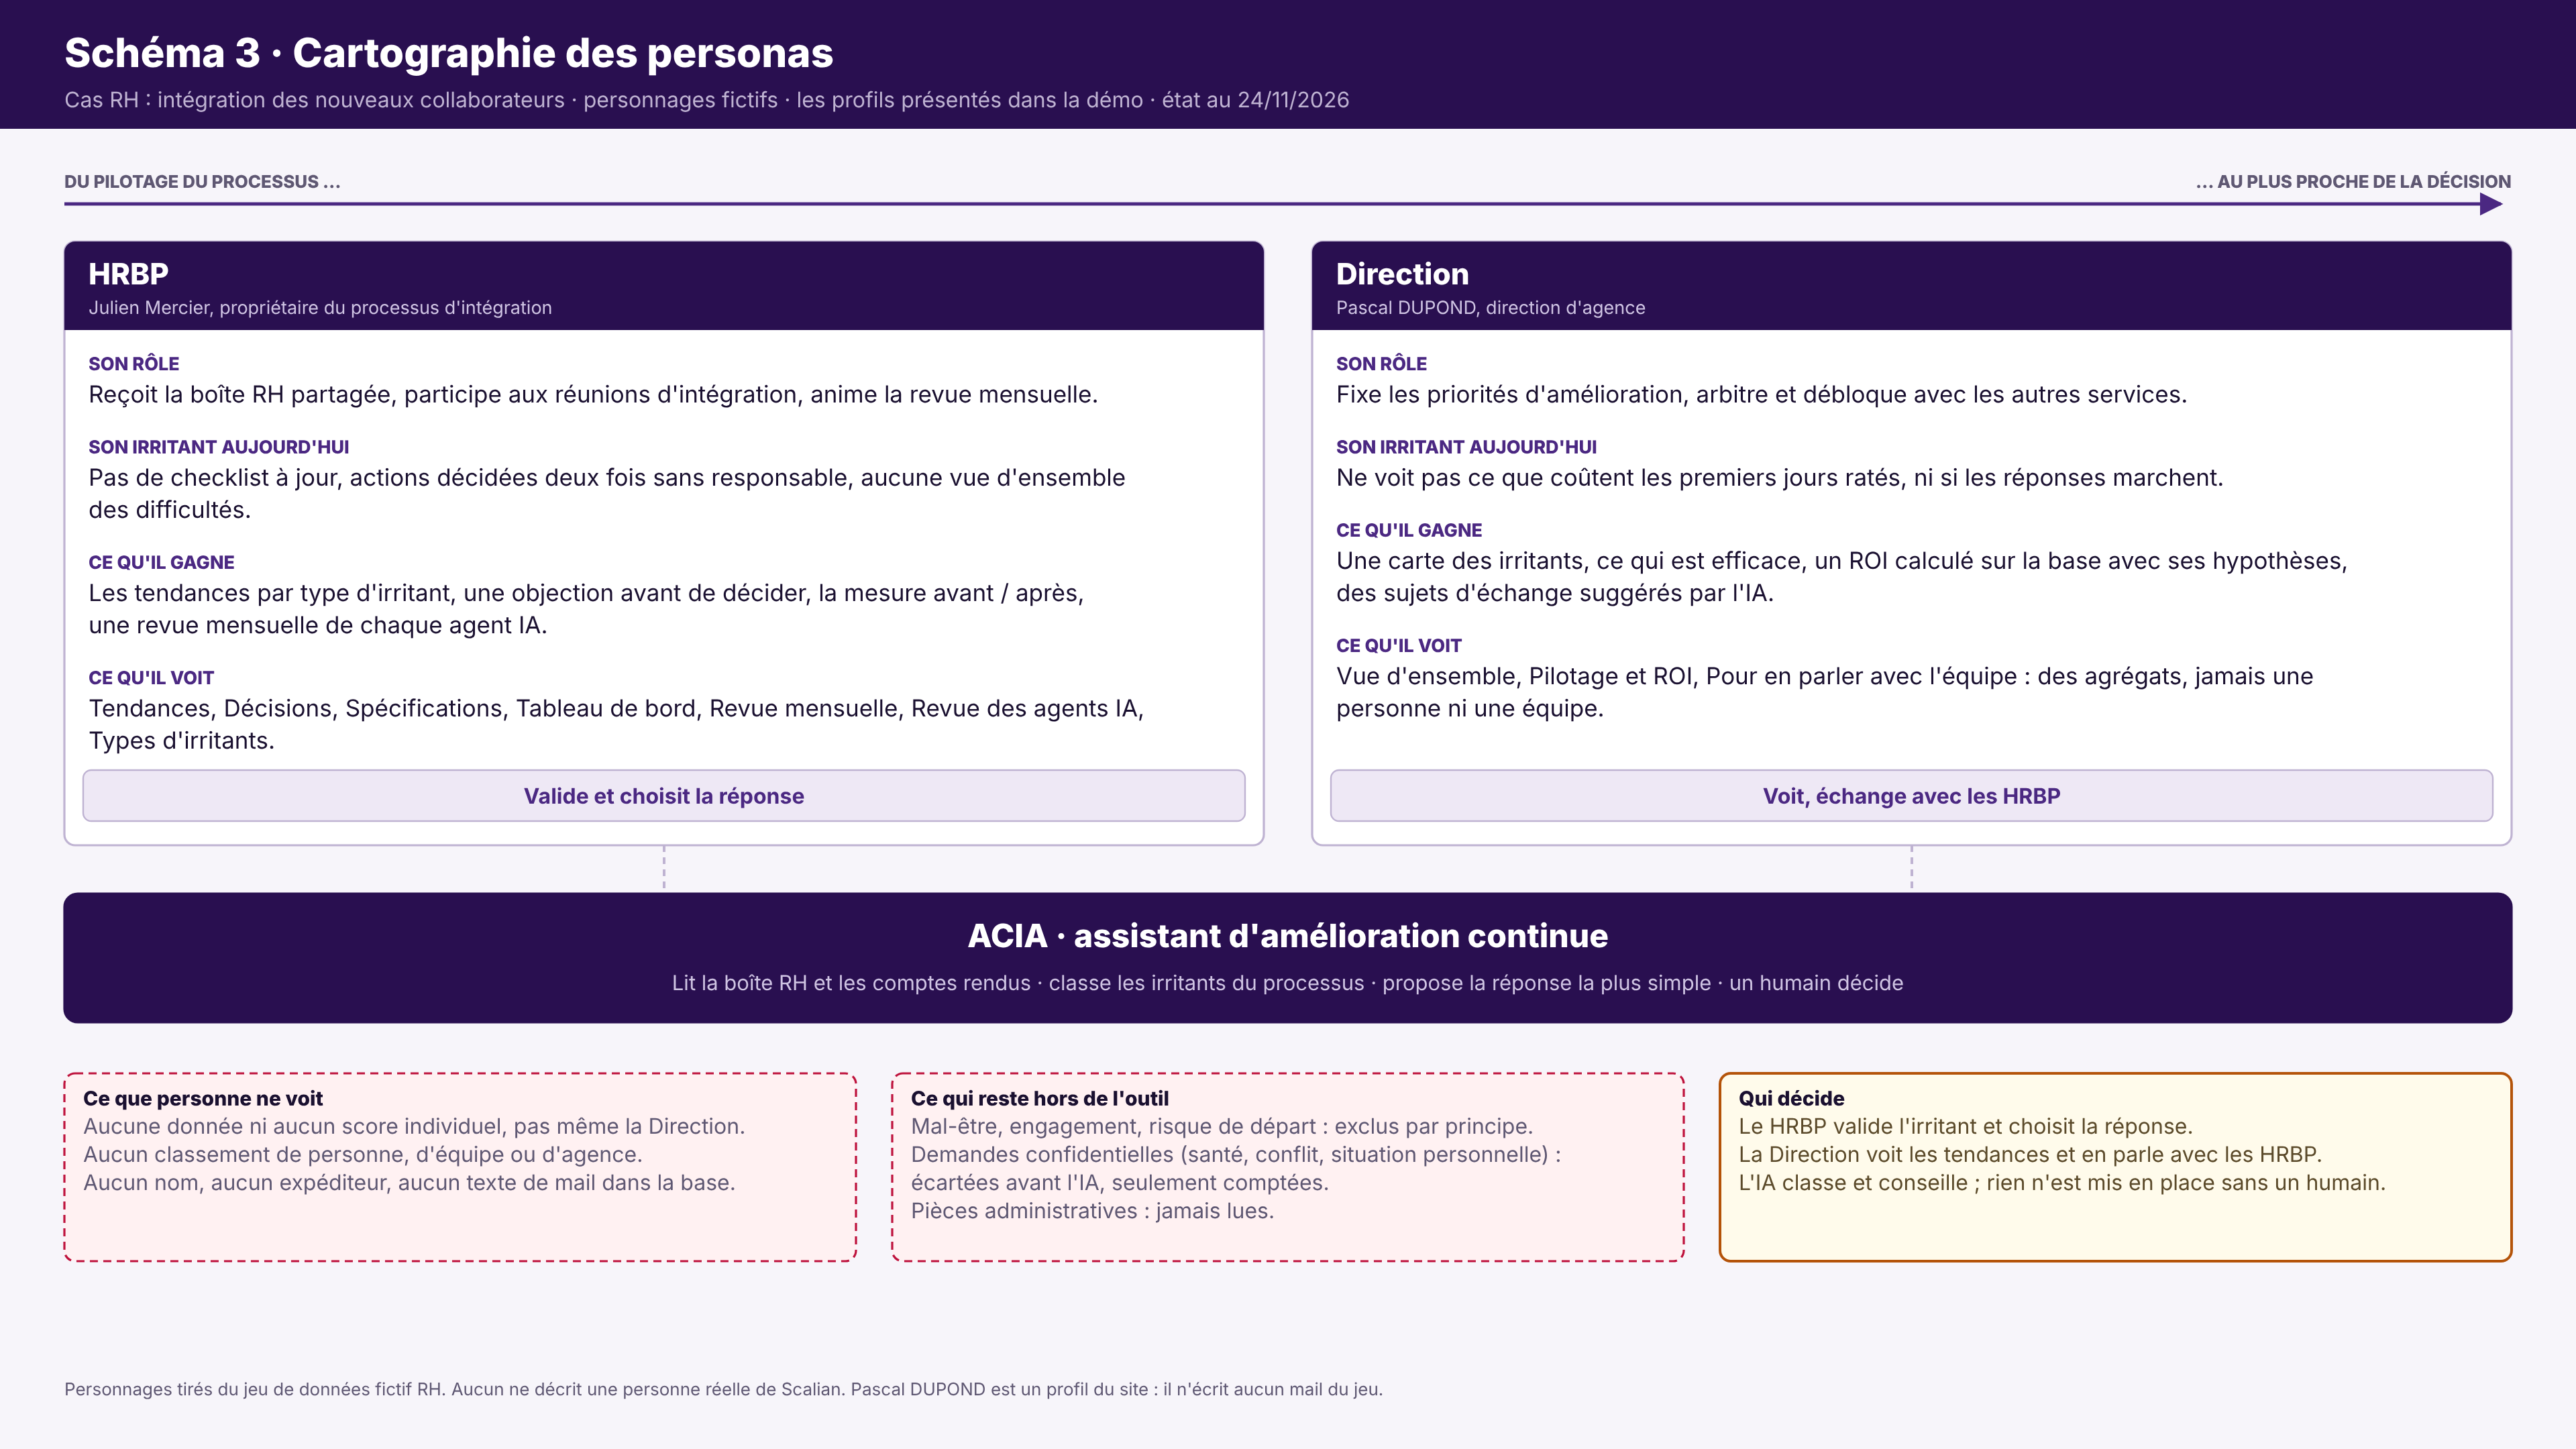 Schéma 3 · Cartographie des personas
Cas RH : intégration des nouveaux collaborateurs · personnages fictifs · les profils présentés dans la démo · état au 24/11/2026
DU PILOTAGE DU PROCESSUS ...
... AU PLUS PROCHE DE LA DÉCISION
HRBP
Julien Mercier, propriétaire du processus d'intégration
SON RÔLE
Reçoit la boîte RH partagée, participe aux réunions d'intégration, anime la revue mensuelle.
SON IRRITANT AUJOURD'HUI
Pas de checklist à jour, actions décidées deux fois sans responsable, aucune vue d'ensemble
des difficultés.
CE QU'IL GAGNE
Les tendances par type d'irritant, une objection avant de décider, la mesure avant / après,
une revue mensuelle de chaque agent IA.
CE QU'IL VOIT
Tendances, Décisions, Spécifications, Tableau de bord, Revue mensuelle, Revue des agents IA,
Types d'irritants.
Valide et choisit la réponse
Direction
Pascal DUPOND, direction d'agence
SON RÔLE
Fixe les priorités d'amélioration, arbitre et débloque avec les autres services.
SON IRRITANT AUJOURD'HUI
Ne voit pas ce que coûtent les premiers jours ratés, ni si les réponses marchent.
CE QU'IL GAGNE
Une carte des irritants, ce qui est efficace, un ROI calculé sur la base avec ses hypothèses,
des sujets d'échange suggérés par l'IA.
CE QU'IL VOIT
Vue d'ensemble, Pilotage et ROI, Pour en parler avec l'équipe : des agrégats, jamais une
personne ni une équipe.
Voit, échange avec les HRBP
ACIA · assistant d'amélioration continue
Lit la boîte RH et les comptes rendus · classe les irritants du processus · propose la réponse la plus simple · un humain décide
Ce que personne ne voit
Aucune donnée ni aucun score individuel, pas même la Direction.
Aucun classement de personne, d'équipe ou d'agence.
Aucun nom, aucun expéditeur, aucun texte de mail dans la base.
Ce qui reste hors de l'outil
Mal-être, engagement, risque de départ : exclus par principe.
Demandes confidentielles (santé, conflit, situation personnelle) :
écartées avant l'IA, seulement comptées.
Pièces administratives : jamais lues.
Qui décide
Le HRBP valide l'irritant et choisit la réponse.
La Direction voit les tendances et en parle avec les HRBP.
L'IA classe et conseille ; rien n'est mis en place sans un humain.
Personnages tirés du jeu de données fictif RH. Aucun ne décrit une personne réelle de Scalian. Pascal DUPOND est un profil du site : il n'écrit aucun mail du jeu.